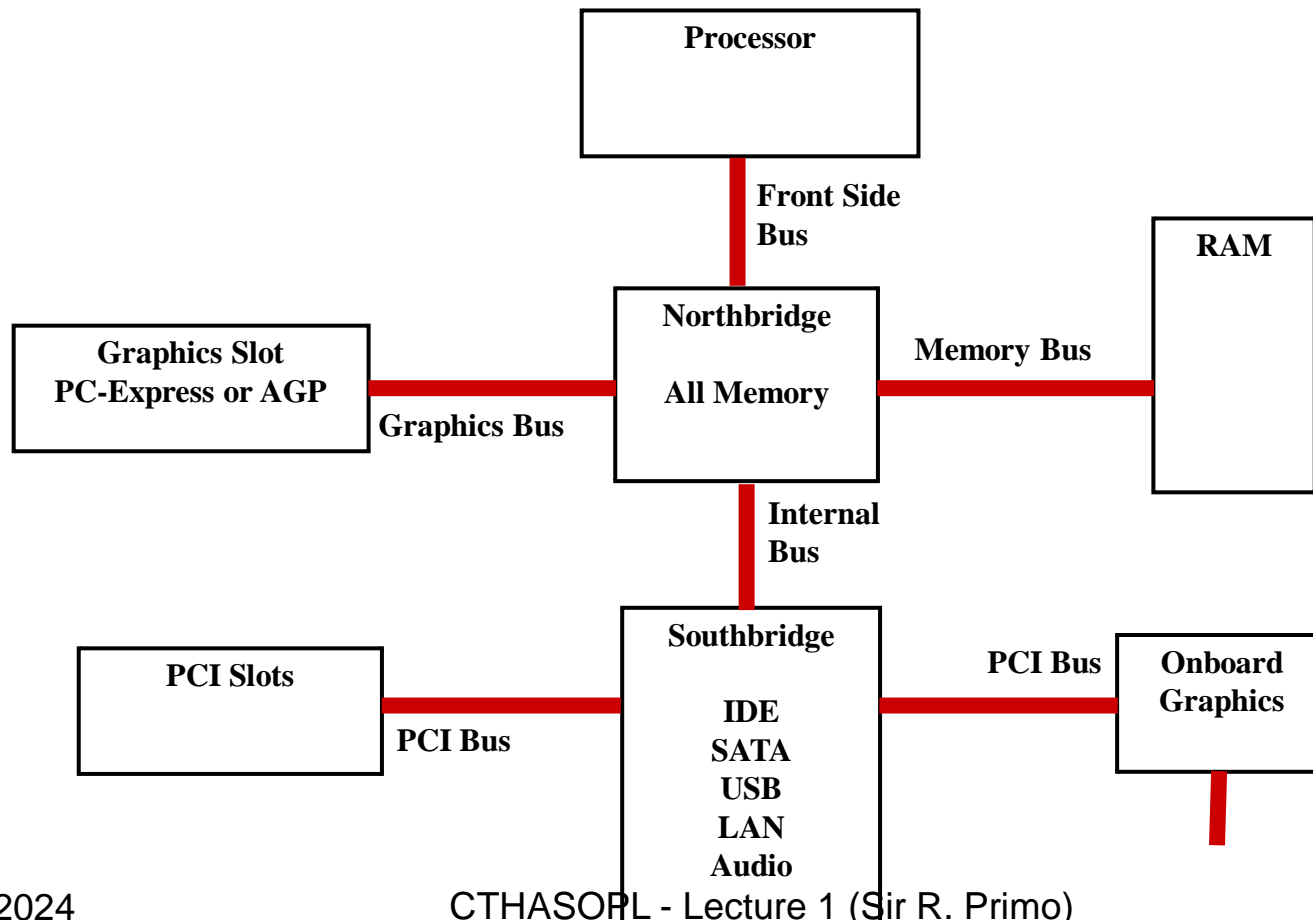 Processor
Front Side
Bus
RAM
Northbridge
All Memory
Graphics Slot
PC-Express or AGP
Memory Bus
Graphics Bus
Internal
Bus
Southbridge
IDE
SATA
USB
LAN
Audio
PCI Slots
PCI Bus
PCI Bus
Onboard
Graphics
2024
CTHASOPL - Lecture 1 (Sir R. Primo)